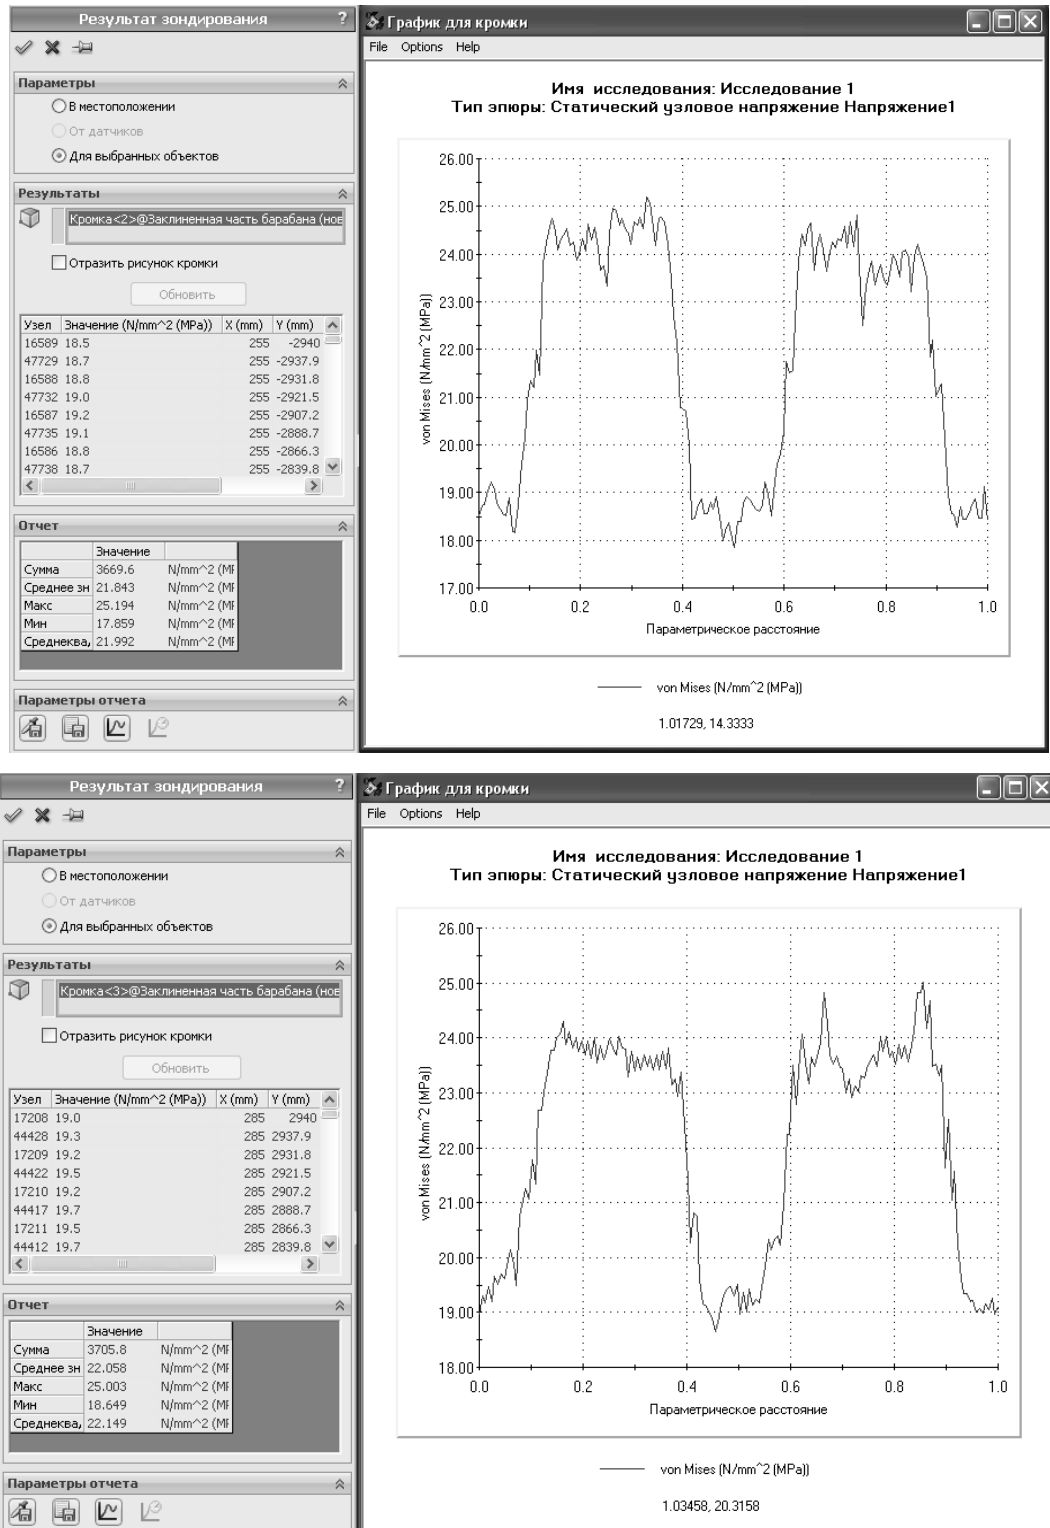 Результат зондирования ?
Параметры
В местоположении
От датчиков
Для выбранных объектов
Результаты
Кромка<2>@Заклиненная часть барабана (нов
Отразить рисунок кромки
Обновить
Узел Значение (N/mm^2 (MPa)) X (mm) Y (mm)
16589 18.5 255 -2940
47729 18.7 255 -2937.9
16588 18.8 255 -2931.8
47732 19.0 255 -2921.5
16587 19.2 255 -2907.2
47735 19.1 255 -2888.7
16586 18.8 255 -2866.3
47738 18.7 255 -2839.8
Отчет
Значение
Сумма 3669.6 N/mm^2 (MF
Среднее зн 21.843 N/mm^2 (MF
Макс 25.194 N/mm^2 (MF
Мин 17.859 N/mm^2 (MF
Среднеква, 21.992 N/mm^2 (MF
Параметры отчета
График для кромки
File Options Help
Имя исследования: Исследование 1
Тип эпюры: Статический узловое напряжение Напряжение1
von Mises (N/mm^2 (MPa))
26.00
25.00
24.00
23.00
22.00
21.00
20.00
19.00
18.00
17.00
0.0 0.2 0.4 0.6 0.8 1.0
Параметрическое расстояние
von Mises (N/mm^2 (MPa))
1.01729, 14.3333
Результат зондирования ?
Параметры
В местоположении
От датчиков
Для выбранных объектов
Результаты
Кромка<3>@Заклиненная часть барабана (нов
Отразить рисунок кромки
Обновить
Узел Значение (N/mm^2 (MPa)) X (mm) Y (mm)
17208 19.0 285 2940
44428 19.3 285 2937.9
17209 19.2 285 2931.8
44422 19.5 285 2921.5
17210 19.2 285 2907.2
44417 19.7 285 2888.7
17211 19.5 285 2866.3
44412 19.7 285 2839.8
Отчет
Значение
Сумма 3705.8 N/mm^2 (MF
Среднее зн 22.058 N/mm^2 (MF
Макс 25.003 N/mm^2 (MF
Мин 18.649 N/mm^2 (MF
Среднеква, 22.149 N/mm^2 (MF
Параметры отчета
График для кромки
File Options Help
Имя исследования: Исследование 1
Тип эпюры: Статический узловое напряжение Напряжение1
von Mises (N/mm^2 (MPa))
26.00
25.00
24.00
23.00
22.00
21.00
20.00
19.00
18.00
0.0 0.2 0.4 0.6 0.8 1.0
Параметрическое расстояние
von Mises (N/mm^2 (MPa))
1.03458, 20.3158